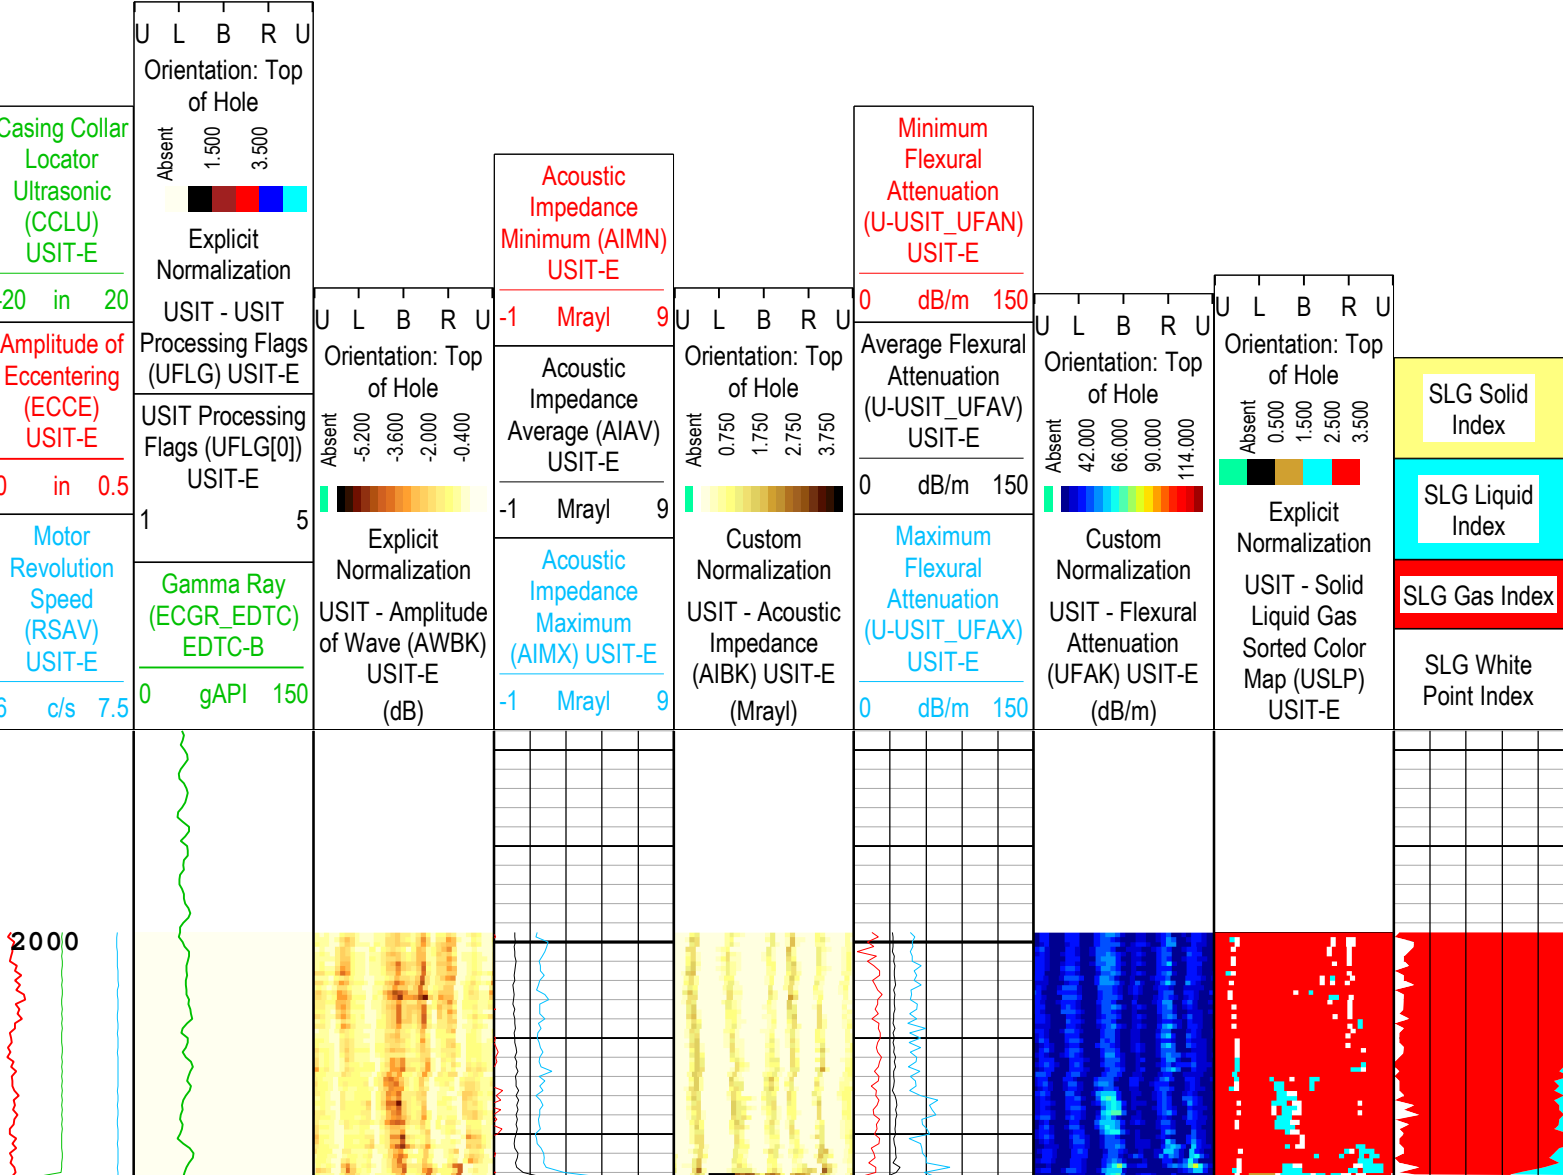 Casing Collar
Locator
Ultrasonic
(CCLU)
USIT-E
-20 in 20
Amplitude of
Eccentering
(ECCE)
USIT-E
0 in 0.5
Motor
Revolution
Speed
(RSAV)
USIT-E
6 c/s 7.5
U L B R U
Orientation: Top
of Hole
Absent
1.500
3.500
Explicit
Normalization
USIT - USIT
Processing Flags
(UFLG) USIT-E
USIT Processing
Flags (UFLG[0])
USIT-E
1 5
Gamma Ray
(ECGR_EDTC)
EDTC-B
0 gAPI 150
U L B R U
Orientation: Top
of Hole
Absent
-5.200
-3.600
-2.000
-0.400
Explicit
Normalization
USIT - Amplitude
of Wave (AWBK)
USIT-E
(dB)
Acoustic
Impedance
Minimum (AIMN)
USIT-E
-1 Mrayl 9
Acoustic
Impedance
Average (AIAV)
USIT-E
-1 Mrayl 9
Acoustic
Impedance
Maximum
(AIMX) USIT-E
-1 Mrayl 9
U L B R U
Orientation: Top
of Hole
Absent
0.750
1.750
2.750
3.750
Custom
Normalization
USIT - Acoustic
Impedance
(AIBK) USIT-E
(Mrayl)
Minimum
Flexural
Attenuation
(U-USIT_UFAN)
USIT-E
0 dB/m 150
Average Flexural
Attenuation
(U-USIT_UFAV)
USIT-E
0 dB/m 150
Maximum
Flexural
Attenuation
(U-USIT_UFAX)
USIT-E
0 dB/m 150
U L B R U
Orientation: Top
of Hole
Absent
42.000
66.000
90.000
114.000
Custom
Normalization
USIT - Flexural
Attenuation
(UFAK) USIT-E
(dB/m)
U L B R U
Orientation: Top
of Hole
Absent
0.500
1.500
2.500
3.500
Explicit
Normalization
USIT - Solid
Liquid Gas
Sorted Color
Map (USLP)
USIT-E
SLG Solid
Index
SLG Liquid
Index
SLG Gas Index
SLG White
Point Index
2000